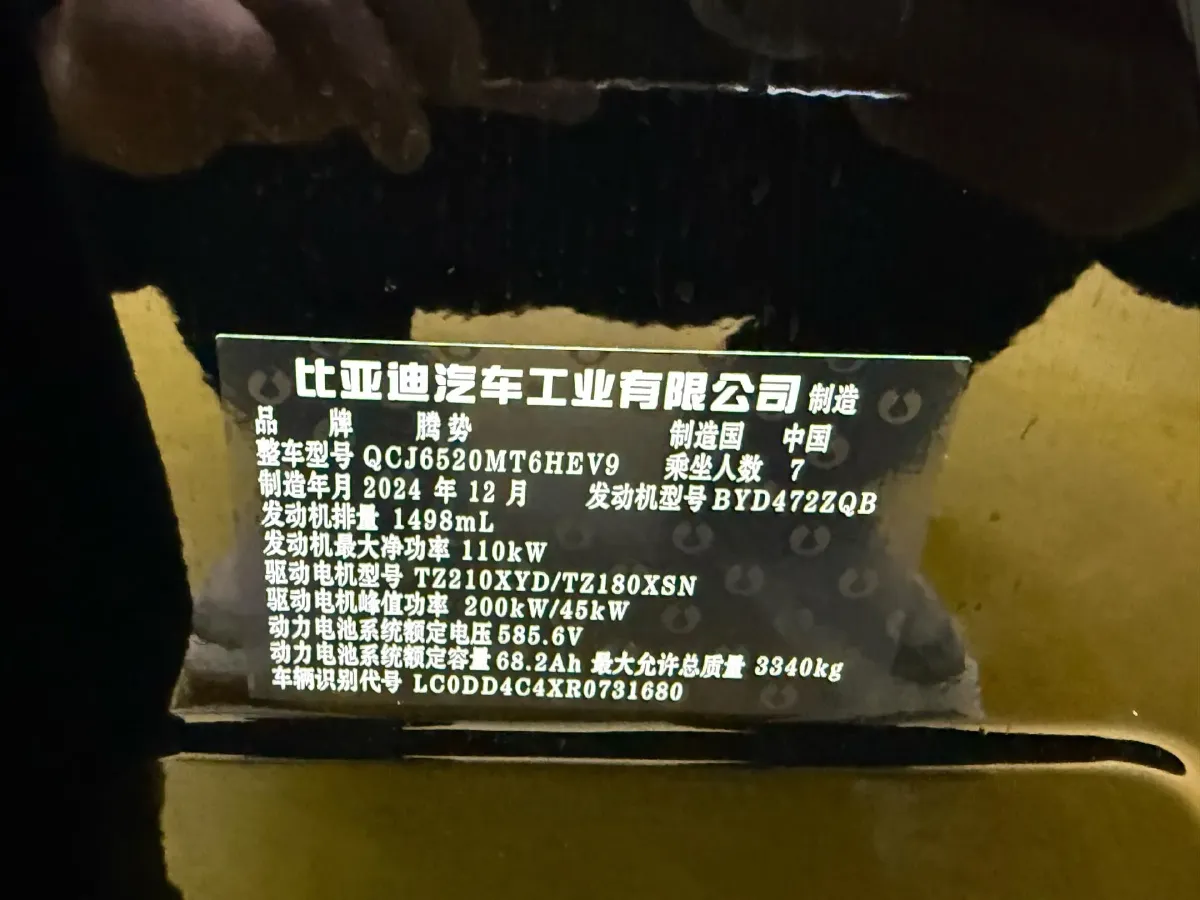 比亚迪汽车工业有限公司 制造
品 牌 腾势 制造国 中国
整车型号 QCJ6520MT6HEV9 乘坐人数 7
制造年月 2024 年 12 月 发动机型号 BYD472ZQB
发动机排量 1498mL
发动机最大净功率 110kW
驱动电机型号 TZ210XYD/TZ180XSN
驱动电机峰值功率 200kW/45kW
动力电池系统额定电压 585.6V
动力电池系统额定容量 68.2Ah 最大允许总质量 3340kg
车辆识别代号 LC0DD4C4XR0731680